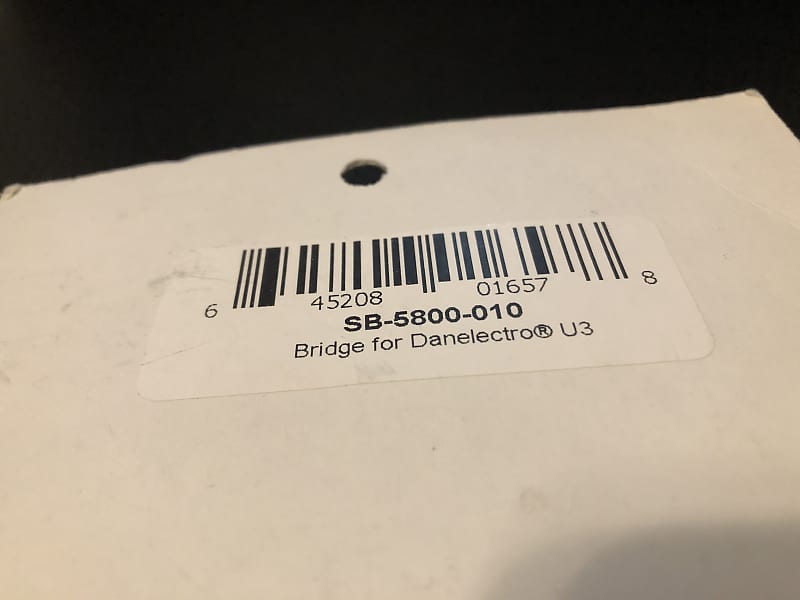 6 45208 01657 8
SB-5800-010
Bridge for Danelectro® U3